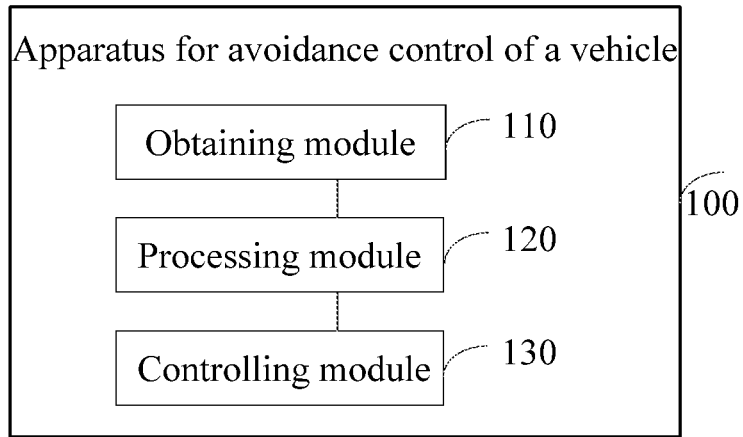 Apparatus for avoidance control of a vehicle
Obtaining module
110
100
Processing module
120
Controlling module
130